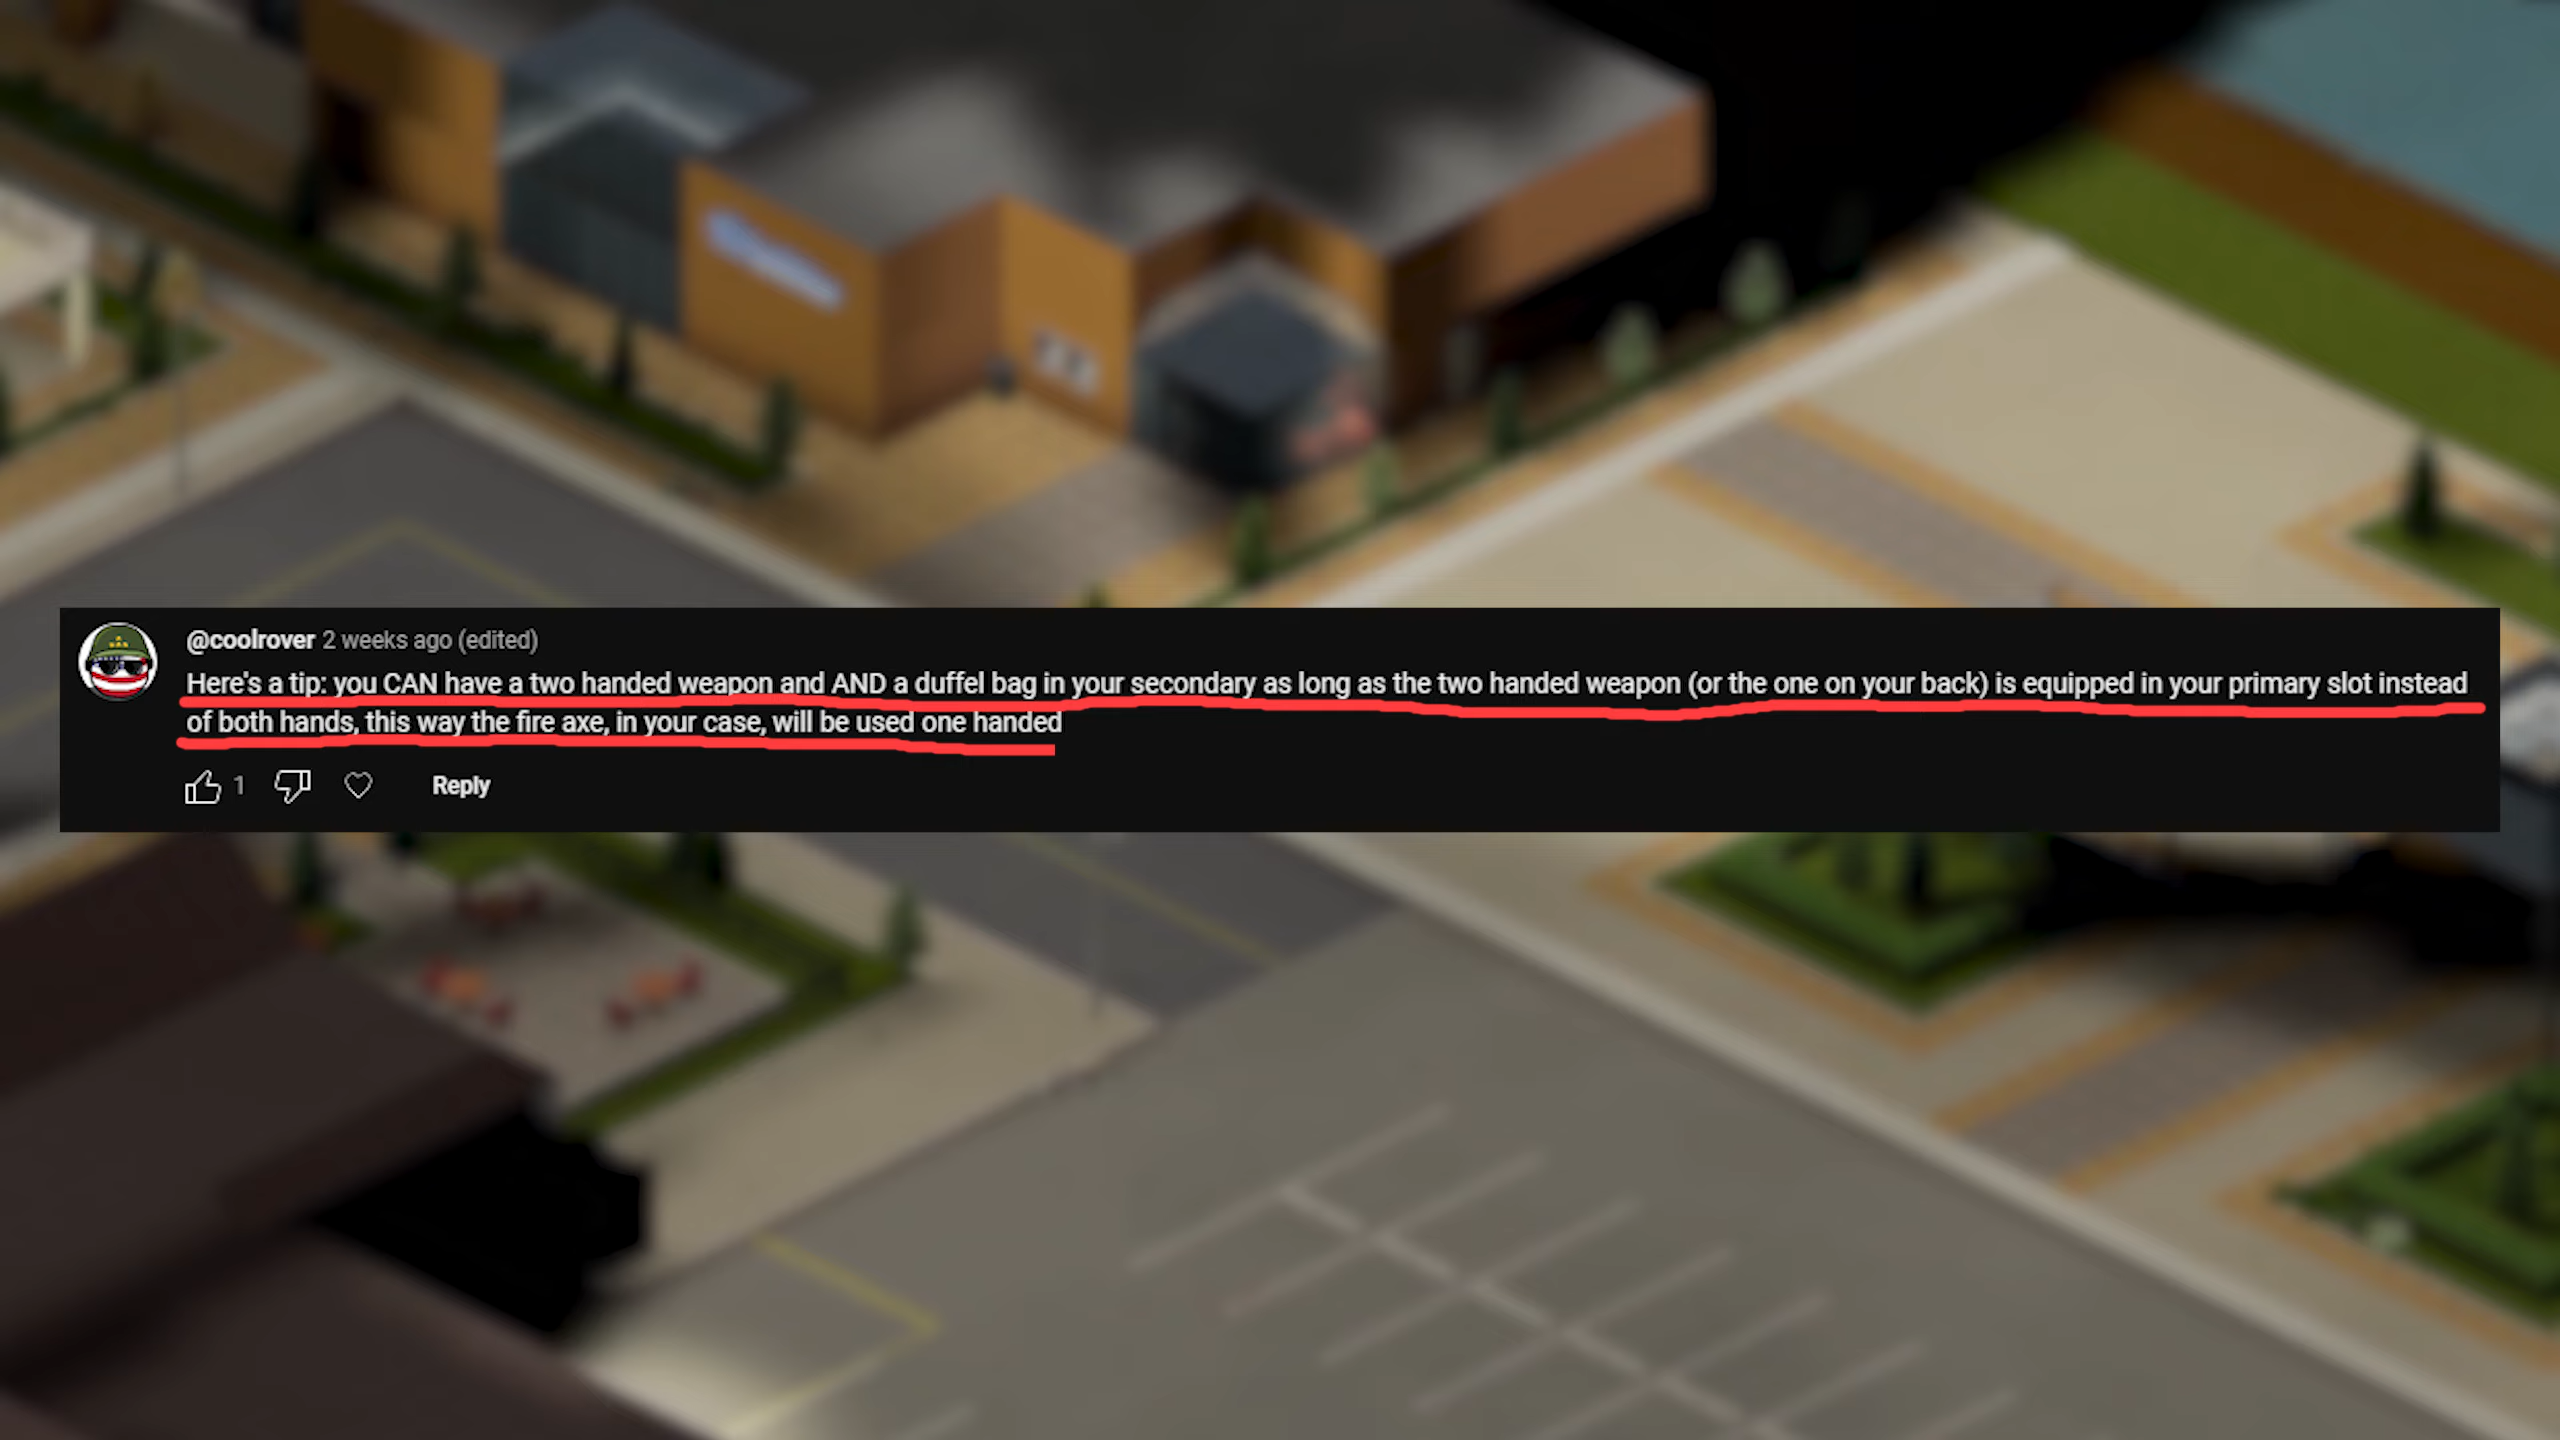 @coolrover 2 weeks ago (edited)
Here's a tip: you CAN have a two handed weapon and AND a duffel bag in your secondary as long as the two handed weapon (or the one on your back) is equipped in your primary slot instead
of both hands, this way the fire axe, in your case, will be used one handed
1 Reply